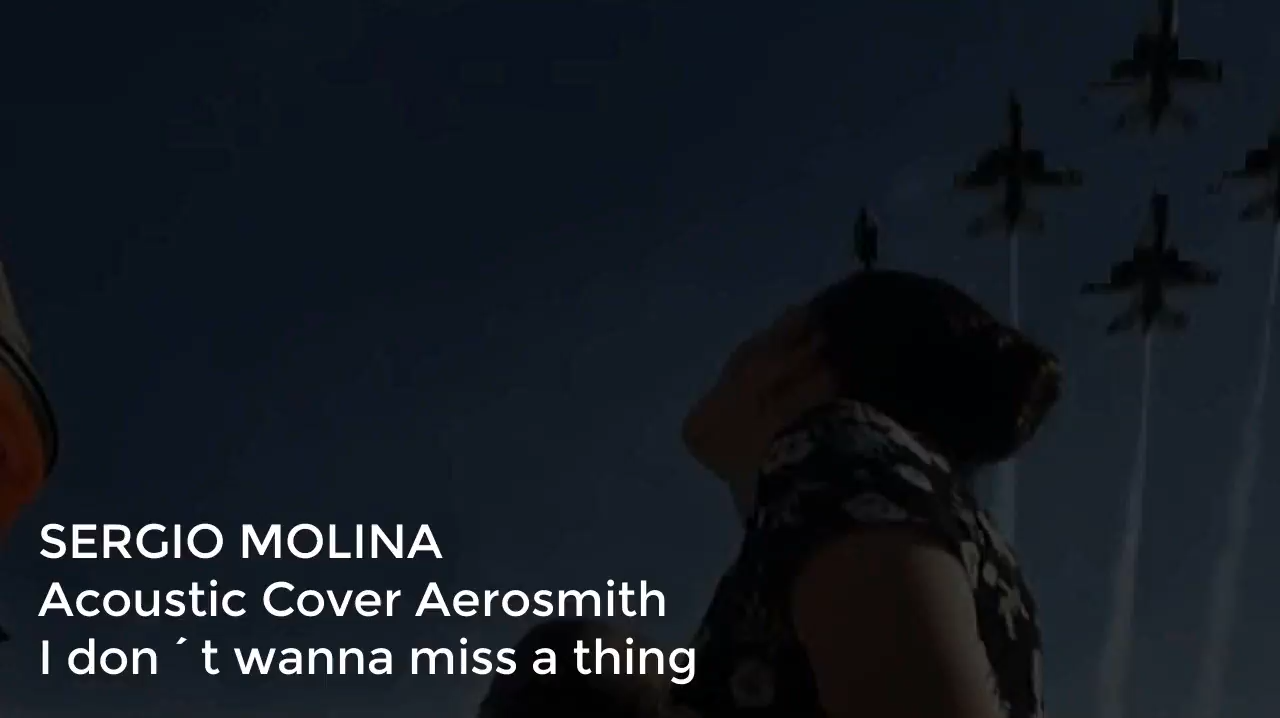 SERGIO MOLINA
Acoustic Cover Aerosmith
I don ´ t wanna miss a thing